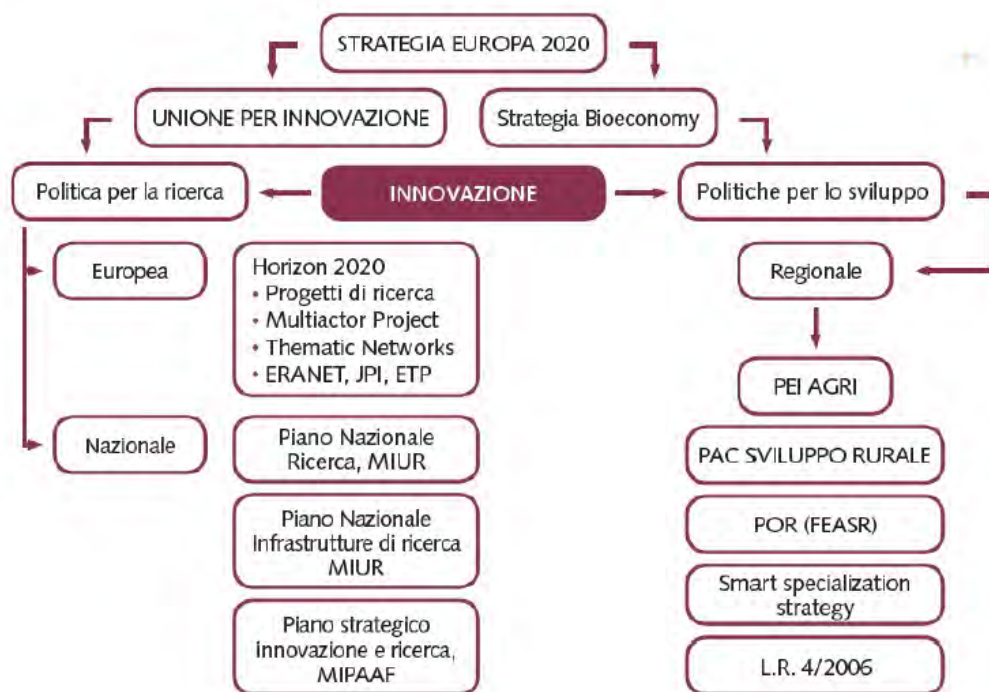 STRATEGIA EUROPA 2020
UNIONE PER INNOVAZIONE
Strategia Bioeconomy
Politica per la ricerca
INNOVAZIONE
Politiche per lo sviluppo
Europea
Horizon 2020
• Progetti di ricerca
• Multiactor Project
• Thematic Networks
• ERANET, JPI, ETP
Regionale
PEI AGRI
Nazionale
Piano Nazionale
Ricerca, MIUR
PAC SVILUPPO RURALE
Piano Nazionale
Infrastrutture di ricerca
MIUR
POR (FEASR)
Smart specialization
strategy
Piano strategico
innovazione e ricerca,
MIPAAF
L.R. 4/2006